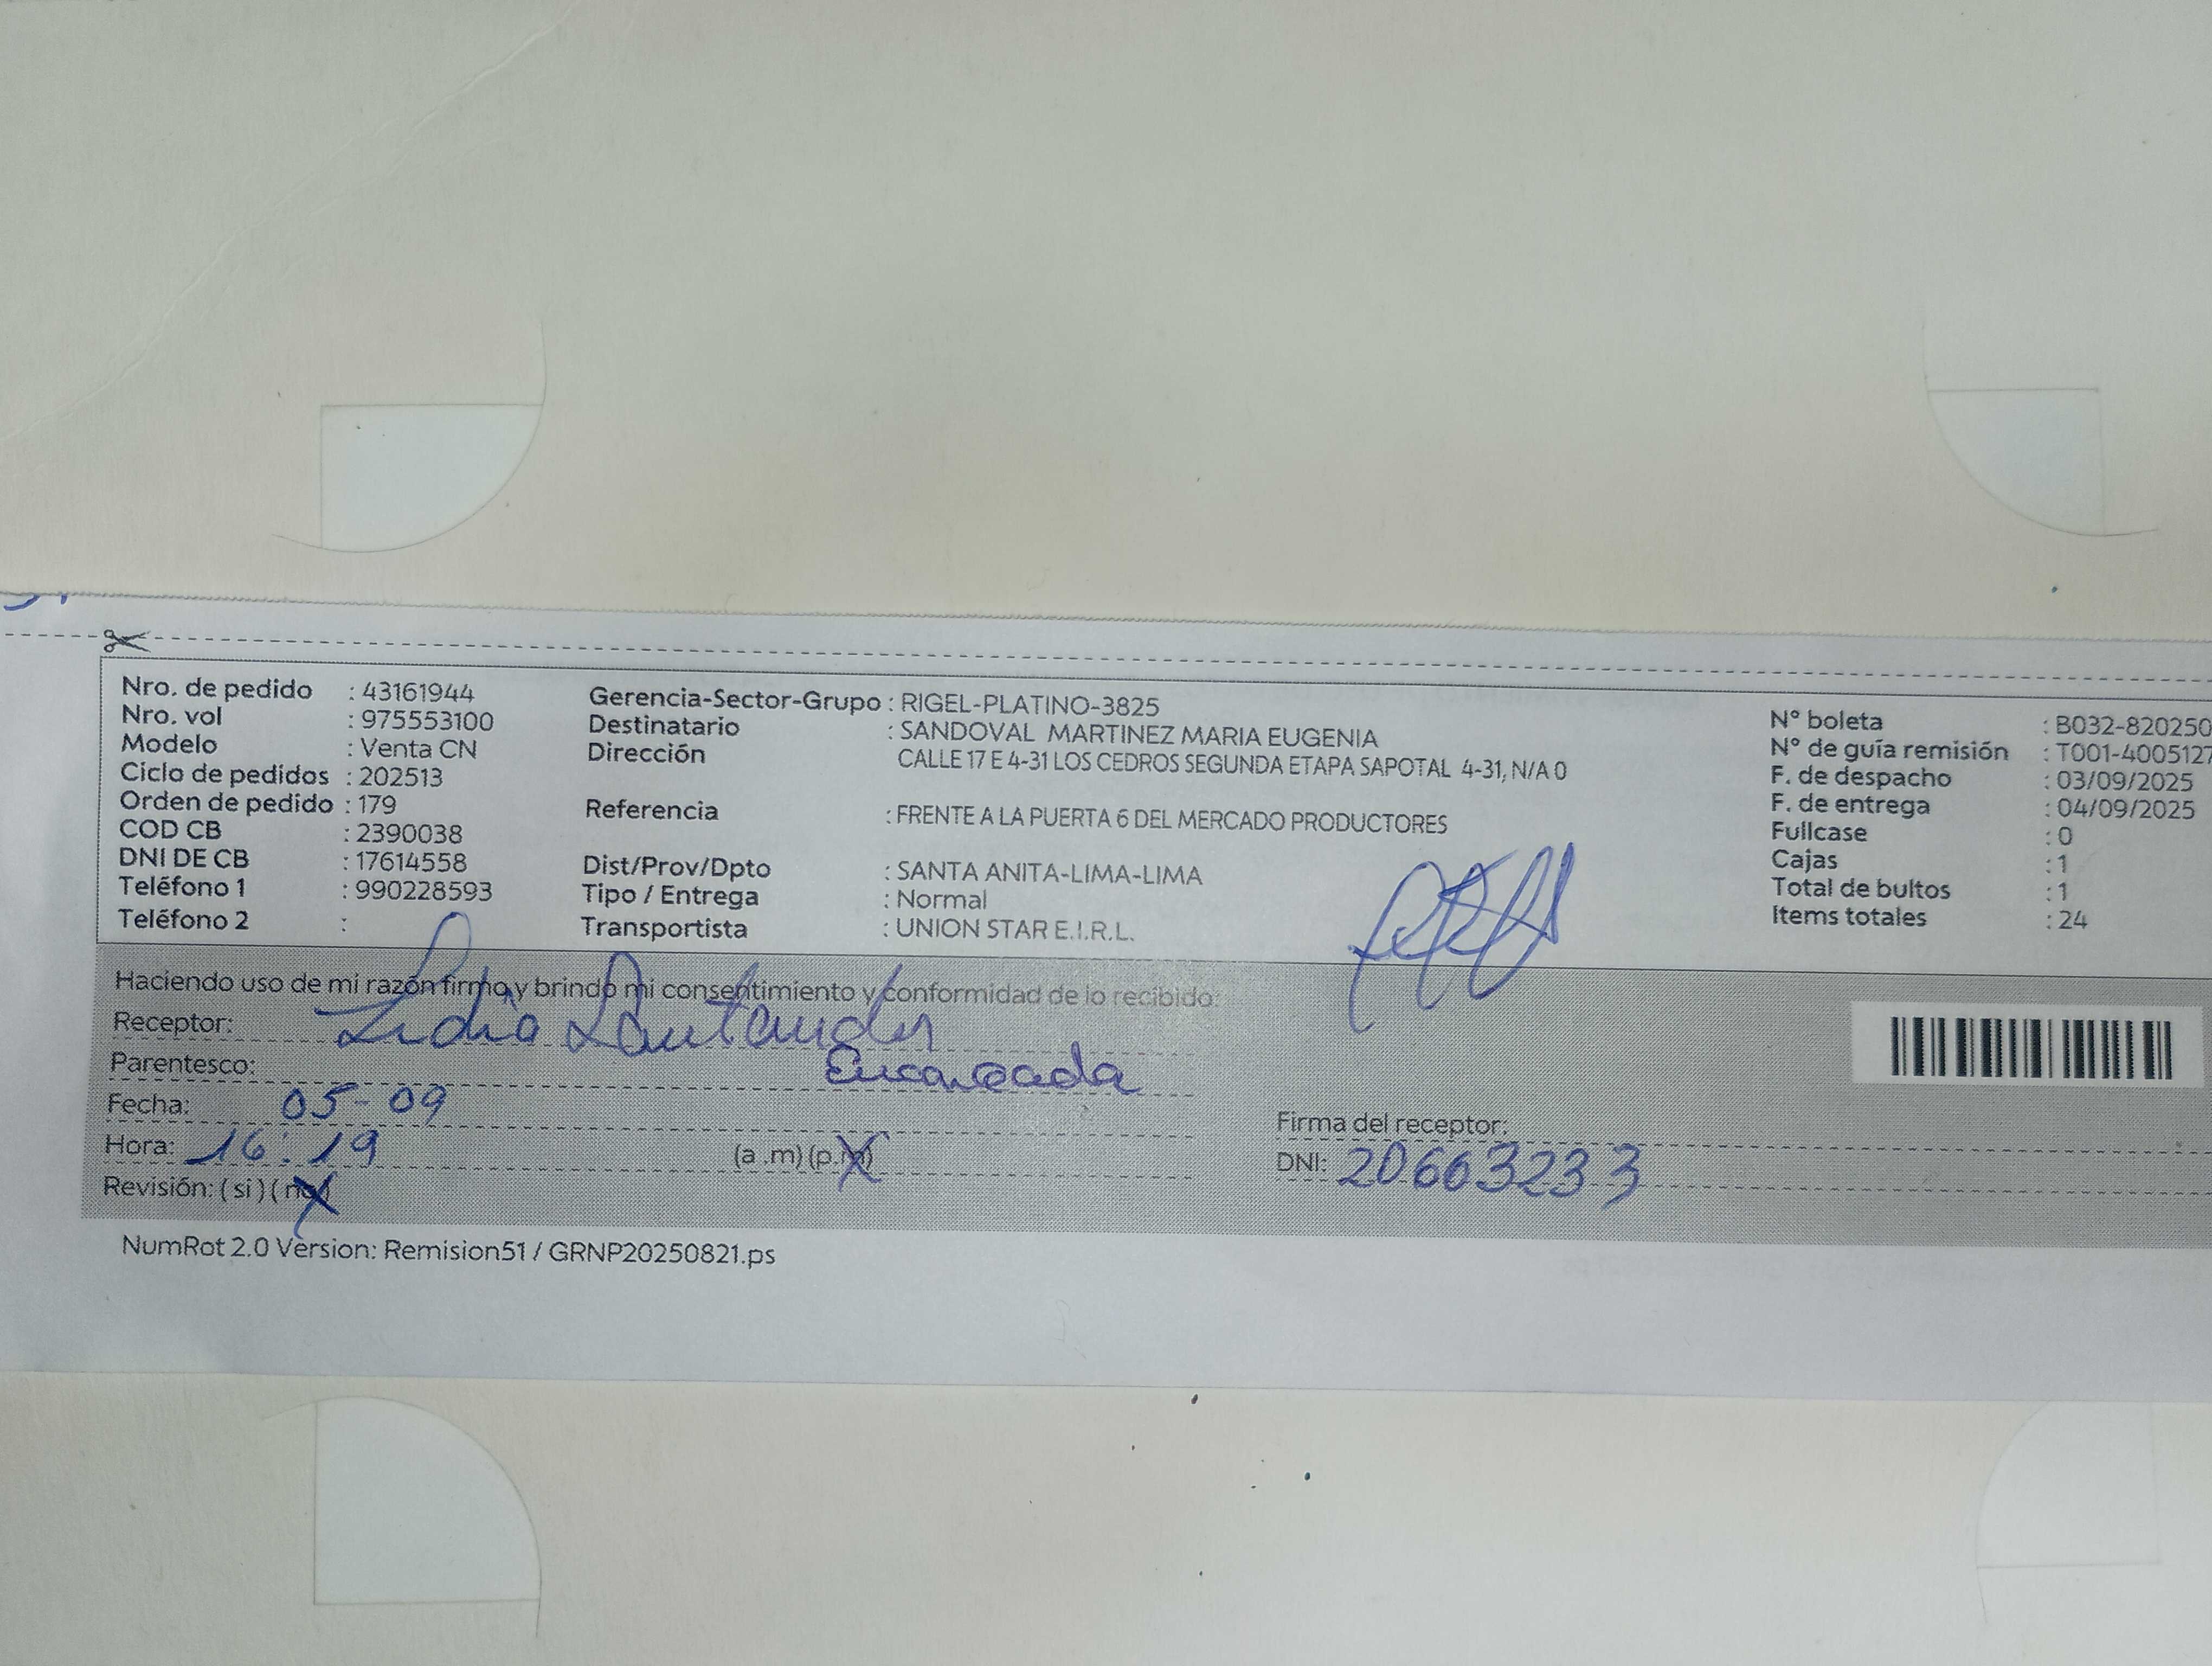 Nro. de pedido : 43161944
Nro. vol : 975553100
Modelo : Venta CN
Ciclo de pedidos : 202513
Orden de pedido : 179
COD CB : 2390038
DNI DE CB : 17614558
Teléfono 1 : 990228593
Teléfono 2 :
Gerencia-Sector-Grupo : RIGEL-PLATINO-3825
Destinatario : SANDOVAL MARTINEZ MARIA EUGENIA
Dirección CALLE 17 E 4-31 LOS CEDROS SEGUNDA ETAPA SAPOTAL 4-31, N/A 0
Referencia : FRENTE A LA PUERTA 6 DEL MERCADO PRODUCTORES
Dist/Prov/Dpto : SANTA ANITA-LIMA-LIMA
Tipo / Entrega : Normal
Transportista : UNION STAR E.I.R.L.
N° boleta : B032-820250
N° de guía remisión : T001-4005127
F. de despacho : 03/09/2025
F. de entrega : 04/09/2025
Fullcase : 0
Cajas : 1
Total de bultos : 1
Items totales : 24
Haciendo uso de mi razón firmo y brindo mi consentimiento y conformidad de lo recibido:
Receptor: Lidia Santander
Parentesco: Encargada
Fecha: 05-09
Hora: 16:19 (a .m) (p.m)
Revisión: ( si ) ( no )
Firma del receptor:
DNI: 20663233
NumRot 2.0 Version: Remision51 / GRNP20250821.ps